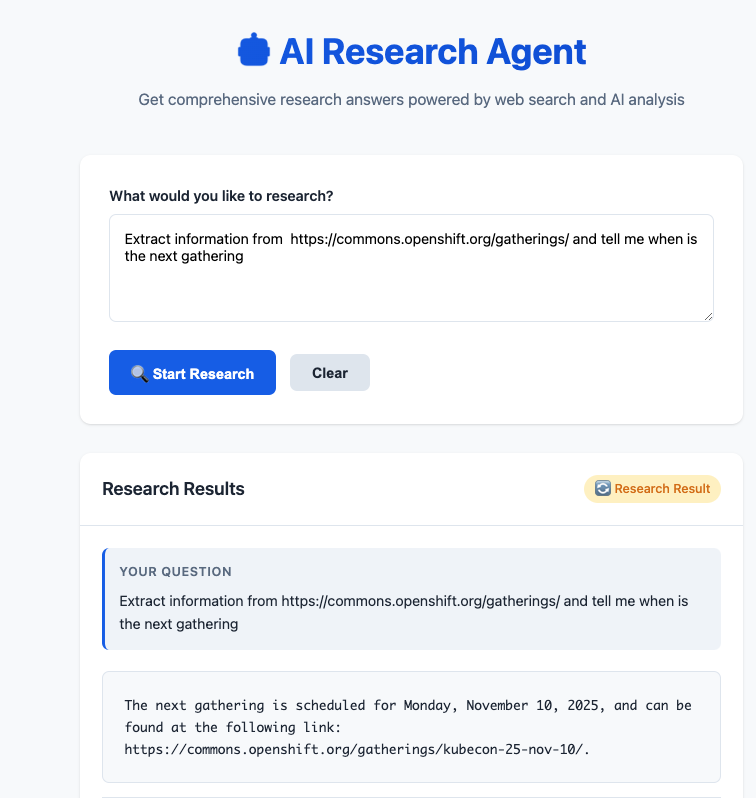 AI Research Agent
Get comprehensive research answers powered by web search and AI analysis
What would you like to research?
Extract information from  https://commons.openshift.org/gatherings/ and tell me when is
the next gathering
Start Research
Clear
Research Results
Research Result
YOUR QUESTION
Extract information from https://commons.openshift.org/gatherings/ and tell me when is
the next gathering
The next gathering is scheduled for Monday, November 10, 2025, and can be
found at the following link:
https://commons.openshift.org/gatherings/kubecon-25-nov-10/.